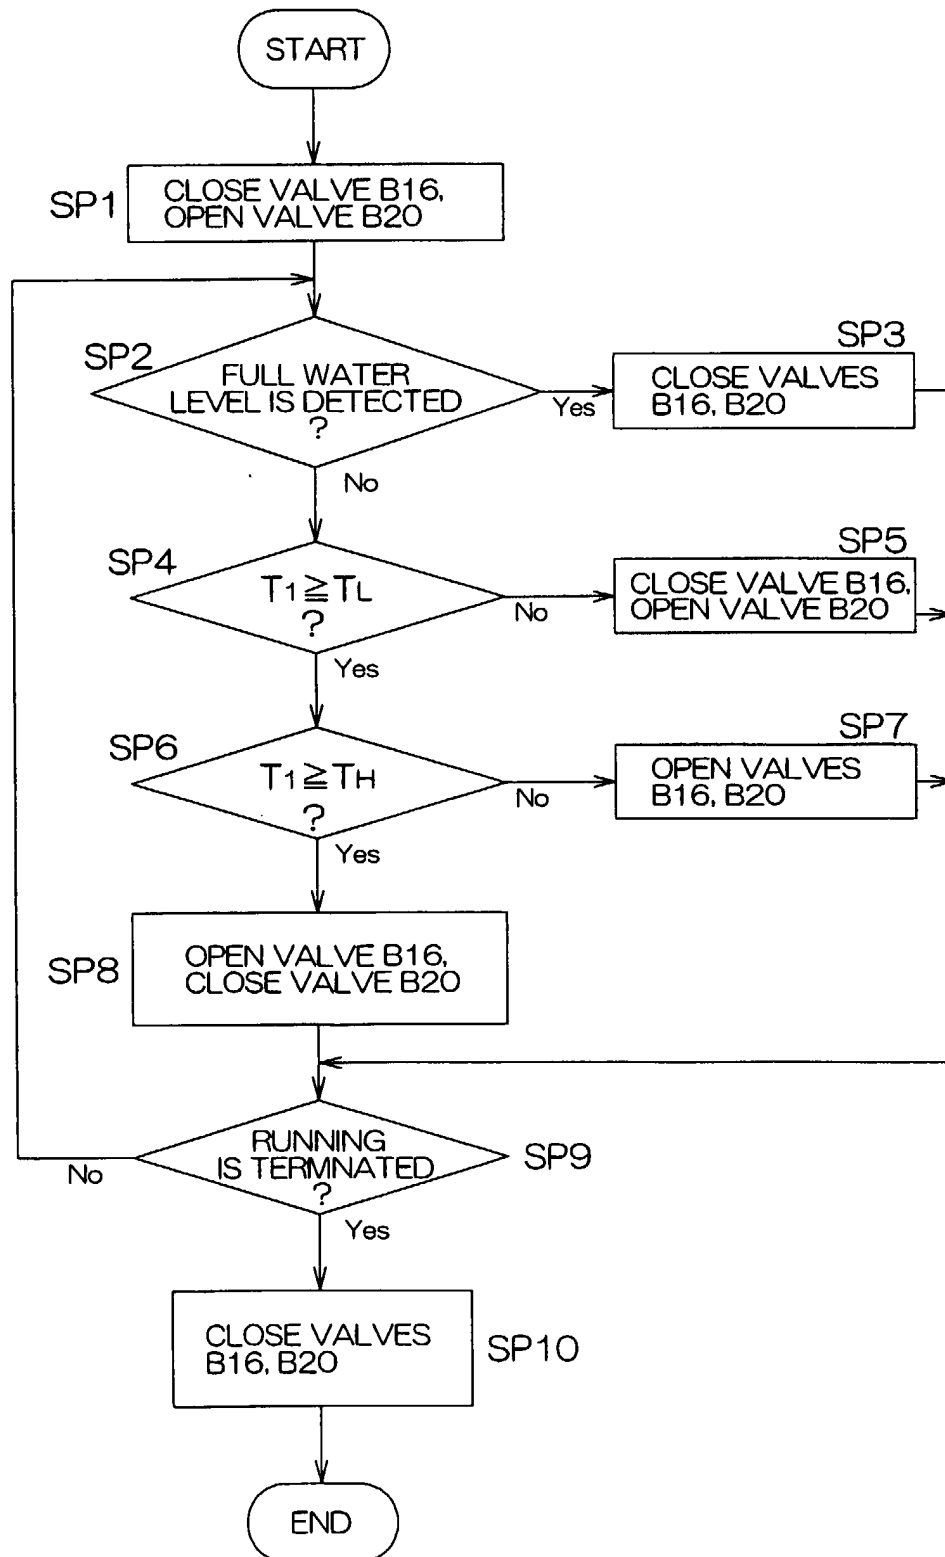 START
SP1
CLOSE VALVE B16,
OPEN VALVE B20
SP2
FULL WATER
LEVEL IS DETECTED
?
Yes
No
SP3
CLOSE VALVES
B16, B20
SP4
T1≧TL
?
No
Yes
SP5
CLOSE VALVE B16,
OPEN VALVE B20
SP6
T1≧TH
?
No
Yes
SP7
OPEN VALVES
B16, B20
SP8
OPEN VALVE B16,
CLOSE VALVE B20
RUNNING
IS TERMNATED
?
SP9
No
Yes
CLOSE VALVES
B16, B20
SP10
END